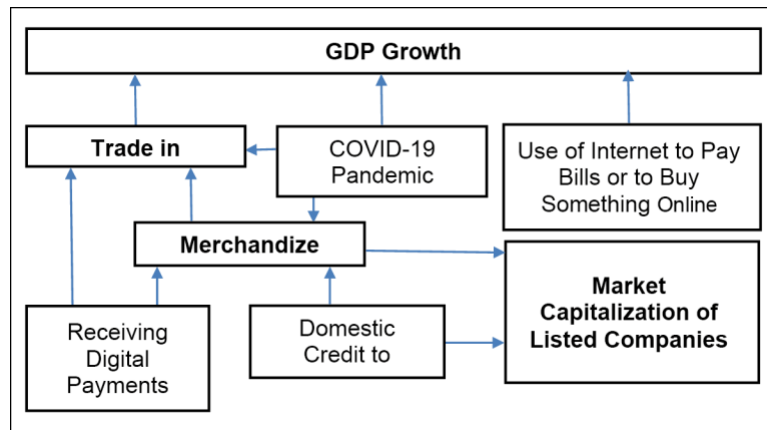 GDP Growth
Trade in
COVID-19
Pandemic
Use of Internet to Pay
Bills or to Buy
Something Online
Merchandize
Market
Capitalization of
Listed Companies
Receiving
Digital
Payments
Domestic
Credit to